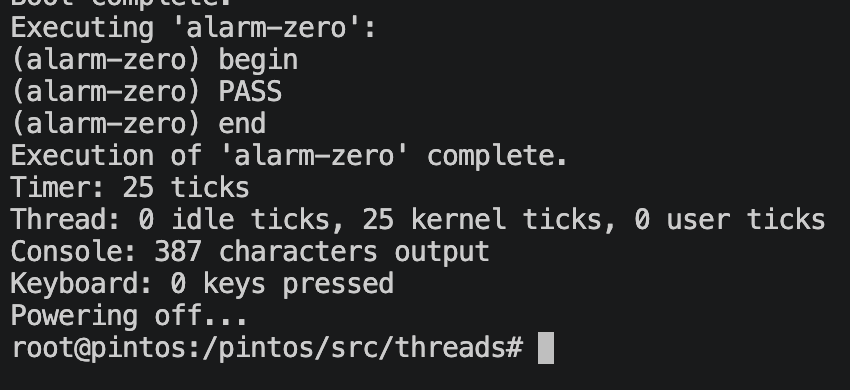 Boot complete.
Executing 'alarm-zero':
(alarm-zero) begin
(alarm-zero) PASS
(alarm-zero) end
Execution of 'alarm-zero' complete.
Timer: 25 ticks
Thread: 0 idle ticks, 25 kernel ticks, 0 user ticks
Console: 387 characters output
Keyboard: 0 keys pressed
Powering off...
root@pintos:/pintos/src/threads#